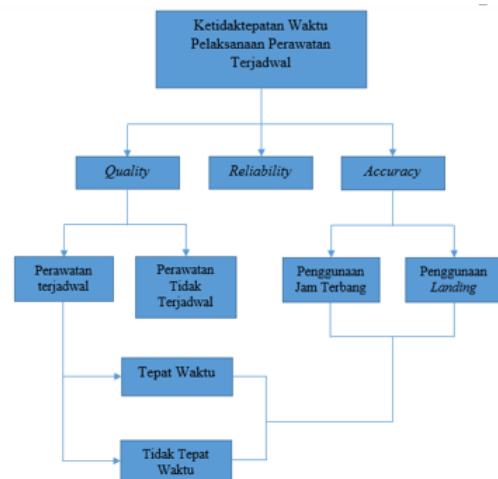 Ketidaktepatan Waktu
Pelaksanaan Perawatan
Terjadwal
Quality
Reliability
Accuracy
Perawatan
terjadwal
Perawatan
Tidak
Terjadwal
Penggunaan
Jam Terbang
Penggunaan
Landing
Tepat Waktu
Tidak Tepat
Waktu